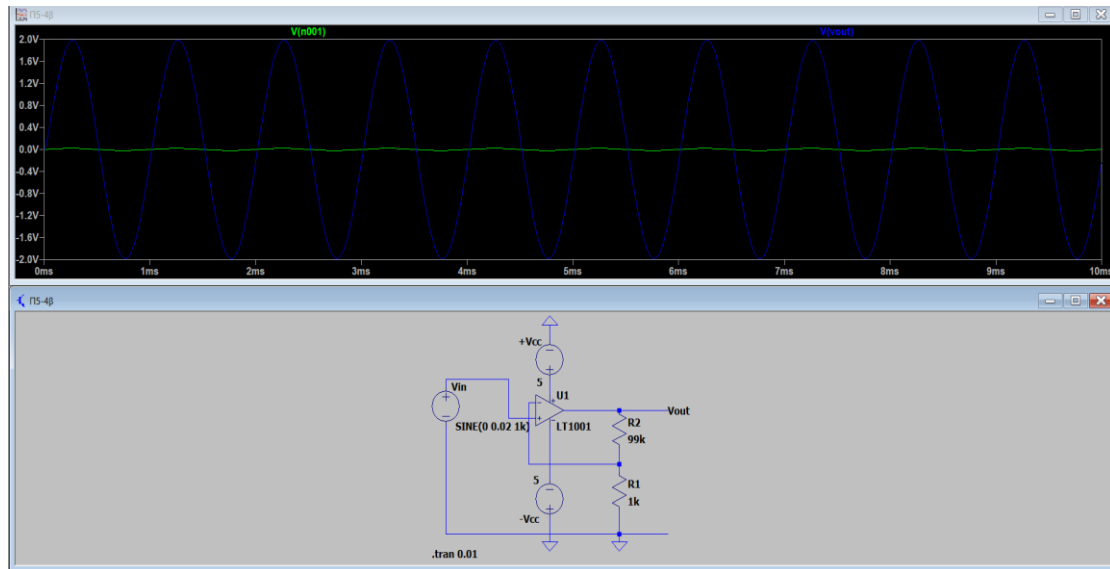 Π5-4β
V(n001) V(vout)
2.0V
1.6V
1.2V
0.8V
0.4V
0.0V
-0.4V
-0.8V
-1.2V
-1.6V
-2.0V
0ms 1ms 2ms 3ms 4ms 5ms 6ms 7ms 8ms 9ms 10ms
Π5-4β
+Vcc
5
Vin
U1
SINE(0 0.02 1k)
LT1001
Vout
R2
99k
5
R1
1k
-Vcc
.tran 0.01